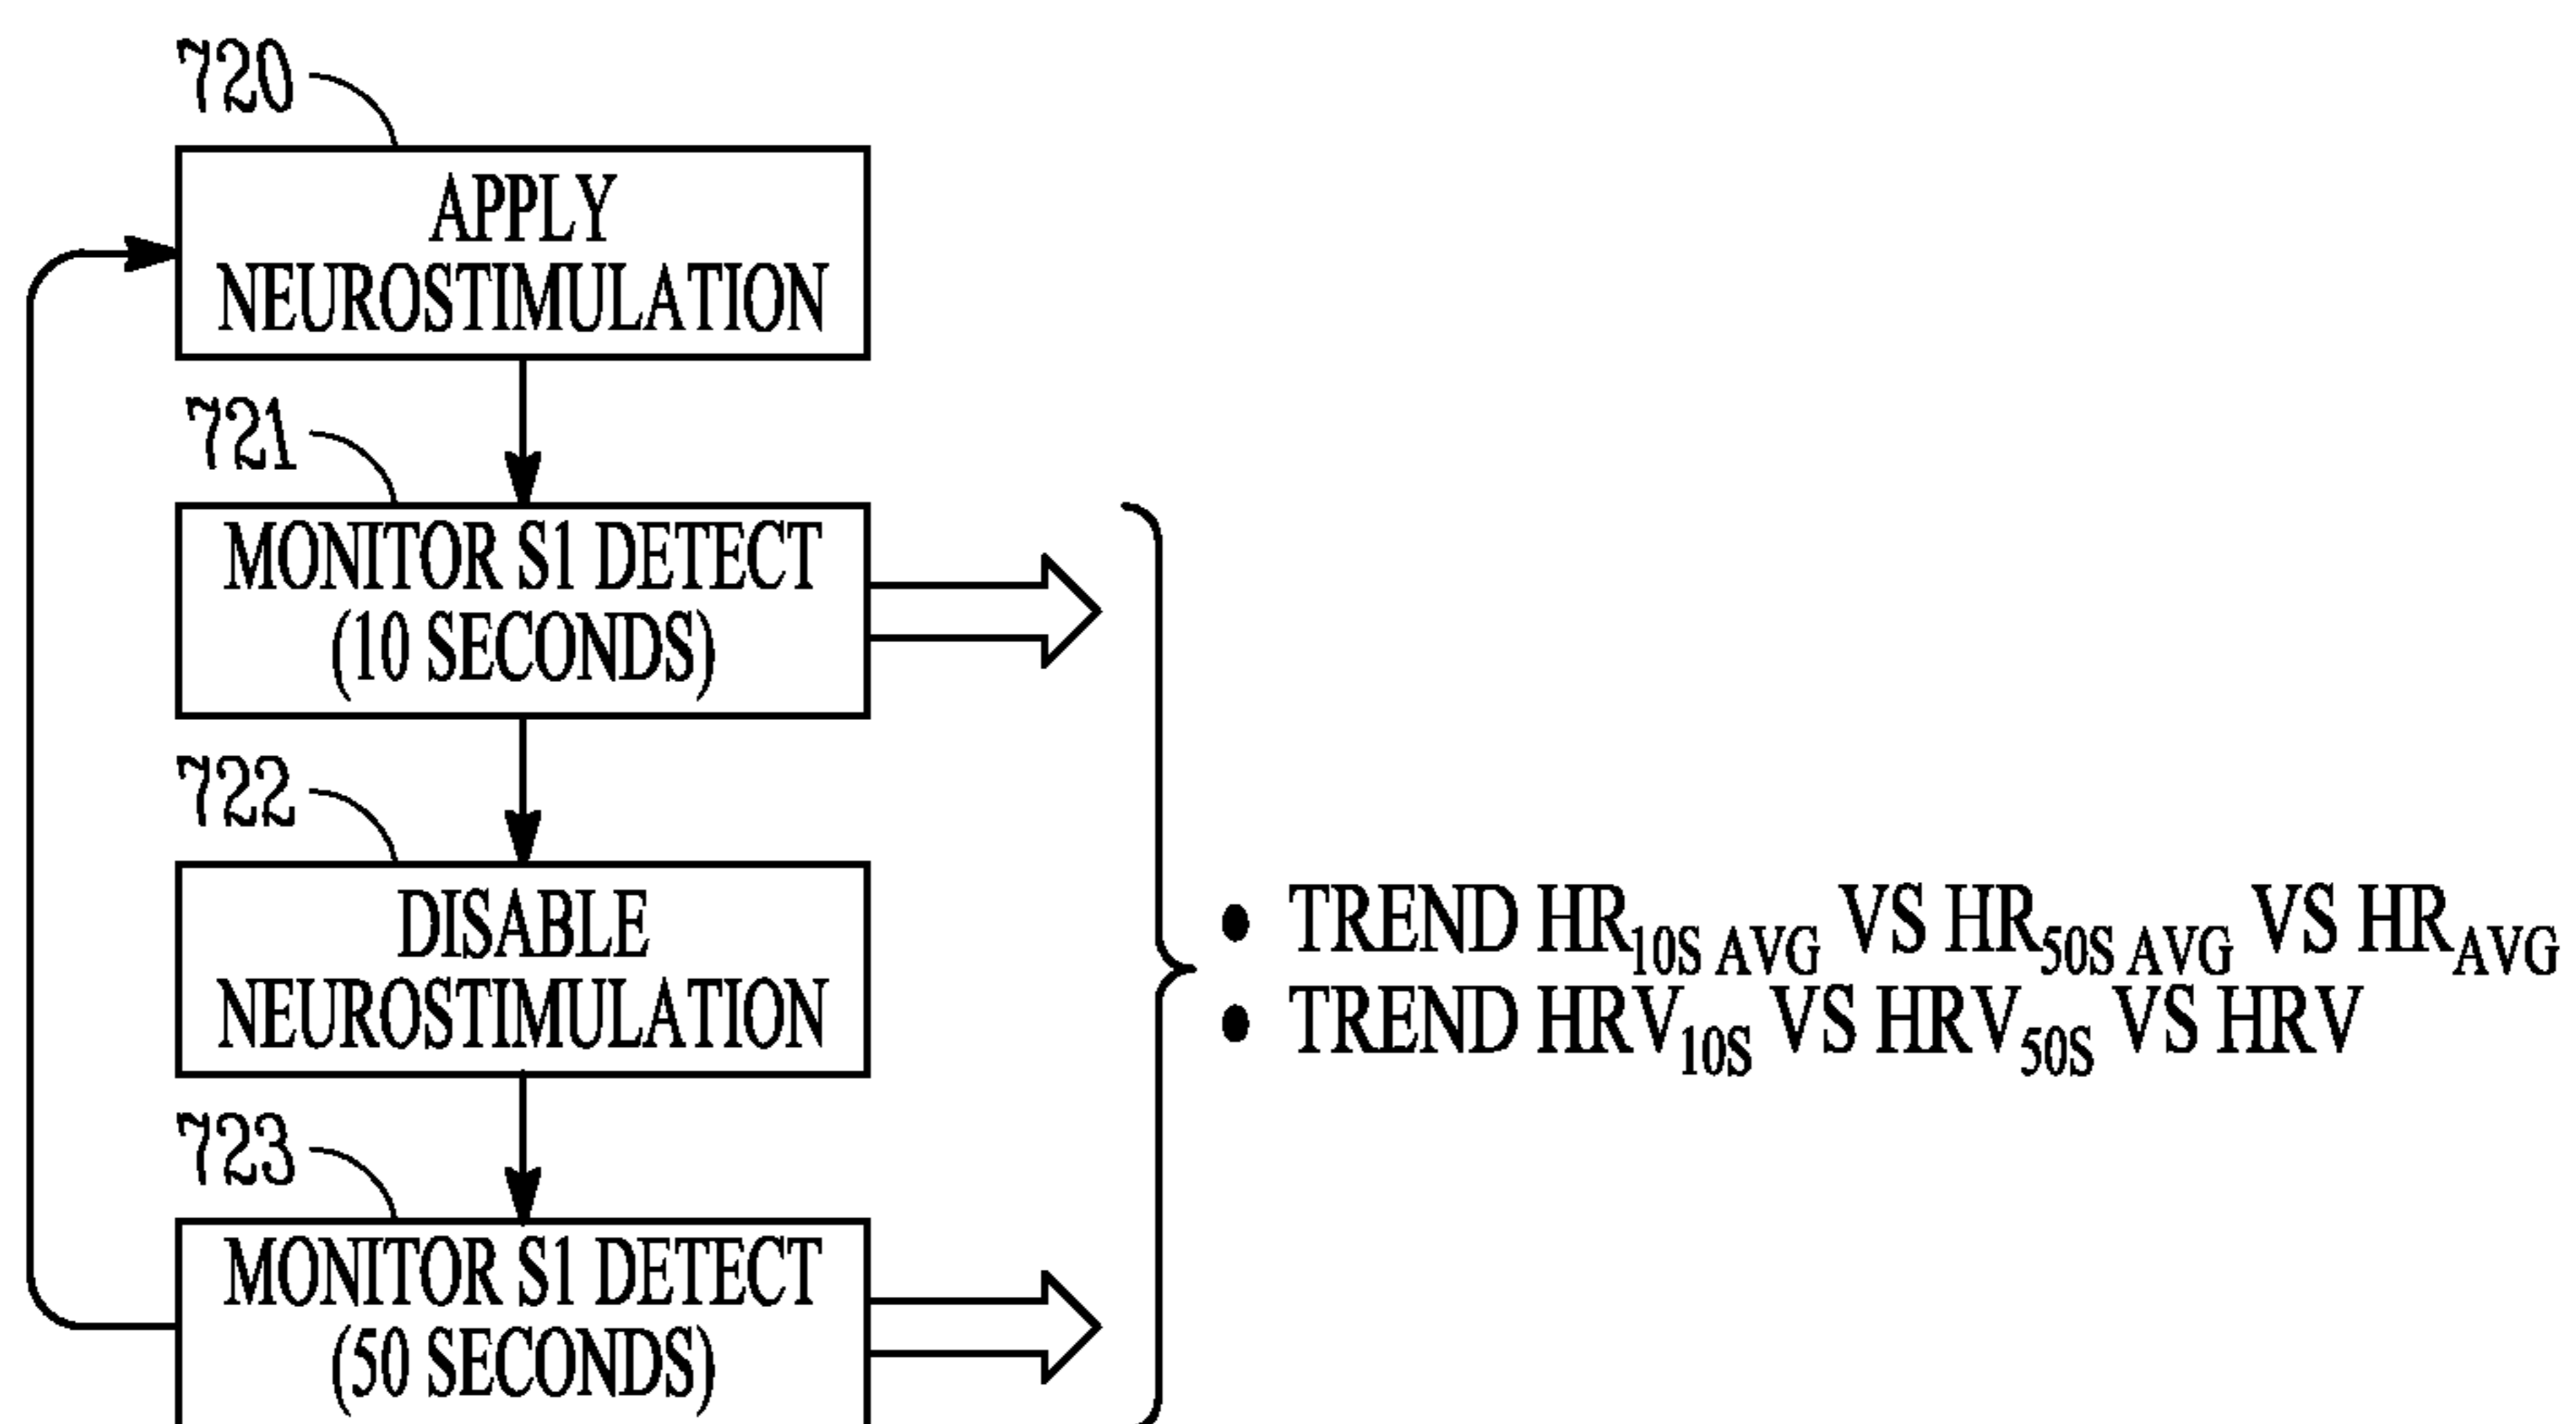 720
APPLY
NEUROSTIMULATION
721
MONITOR S1 DETECT
(10 SECONDS)
722
DISABLE
NEUROSTIMULATION
723
MONITOR S1 DETECT
(50 SECONDS)
• TREND HR10S AVG VS HR50S AVG VS HRAVG
• TREND HRV10S VS HRV50S VS HRV